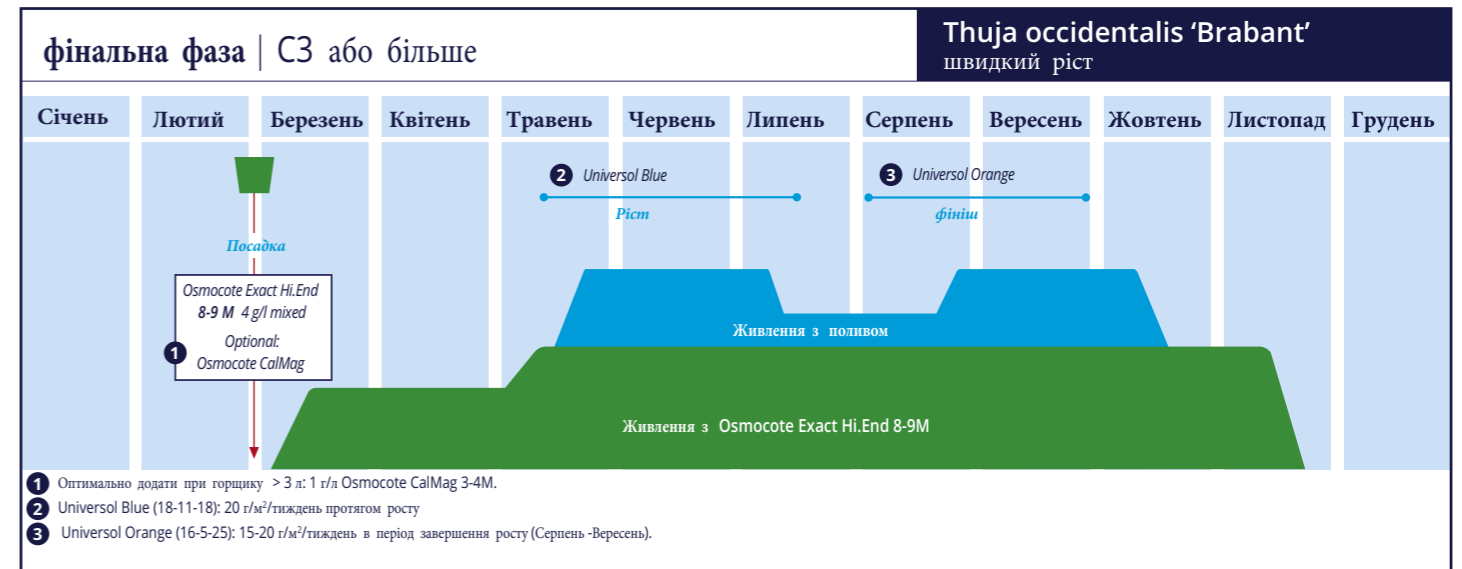 фінальна фаза | C3 або більше
Thuja occidentalis ‘Brabant’
швидкий ріст
Січень Лютий Березень Квітень Травень Червень Липень Серпень Вересень Жовтень Листопад Грудень
2 Universol Blue
3 Universol Orange
Ріст
фініш
Посадка
Osmocote Exact Hi.End
8-9 M 4 g/l mixed
Optional:
1 Osmocote CalMag
Живлення з поливом
Живлення з Osmocote Exact Hi.End 8-9M
1 Оптимально додати при горщику > 3 л: 1 г/л Osmocote CalMag 3-4M.
2 Universol Blue (18-11-18): 20 г/м²/тиждень протягом росту
3 Universol Orange (16-5-25): 15-20 г/м²/тиждень в період завершення росту (Серпень -Вересень).